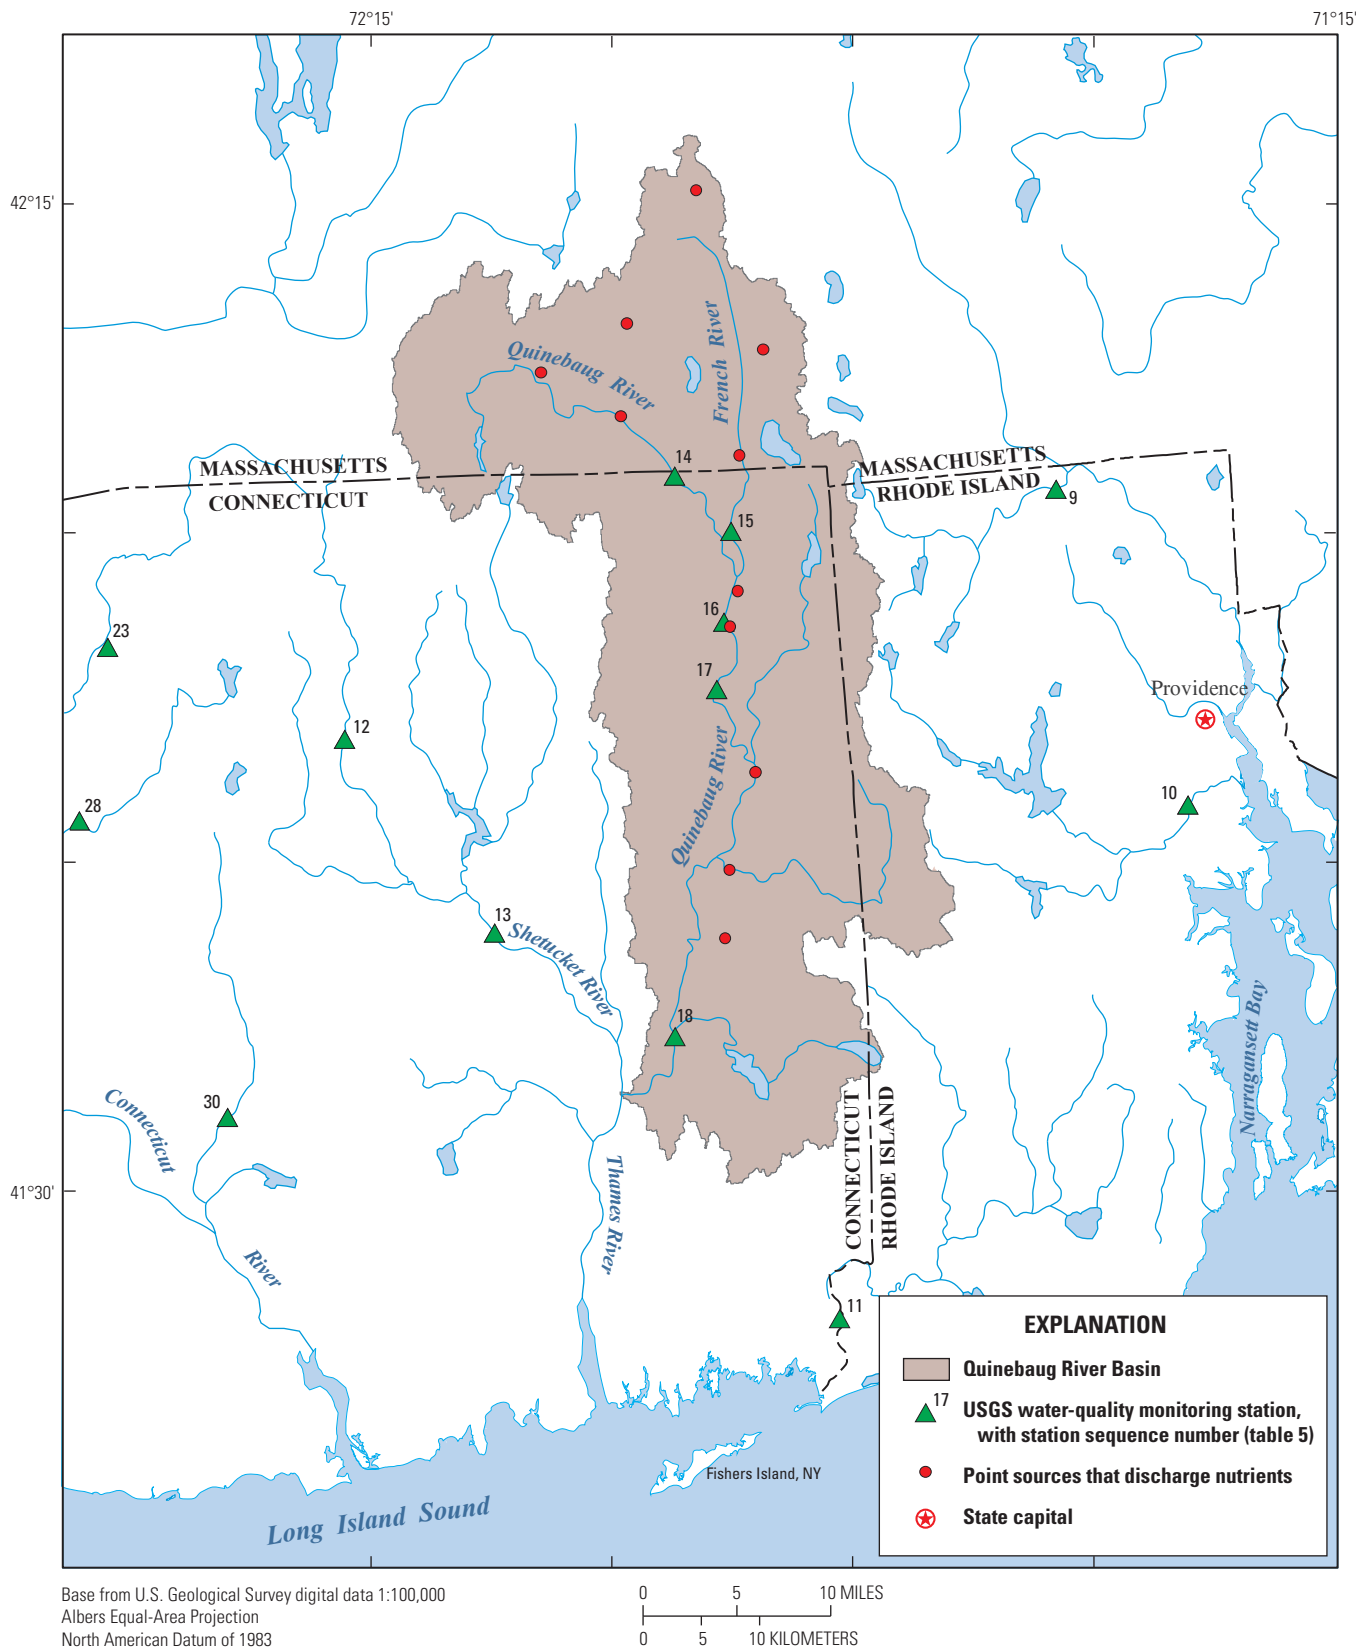 72°15'
71°15'
42°15'
French River
Quinebaug River
14
MASSACHUSETTS
CONNECTICUT
MASSACHUSETTS
RHODE ISLAND
9
15
16
23
17
Providence
12
Quinebaug River
28
10
13
Shetucket River
18
Narragansett Bay
Connecticut
River
30
CONNECTICUT
RHODE ISLAND
41°30'
Thames River
11
EXPLANATION
Quinebaug River Basin
17
USGS water-quality monitoring station,
with station sequence number (table 5)
Point sources that discharge nutrients
State capital
Fishers Island, NY
Long Island Sound
Base from U.S. Geological Survey digital data 1:100,000
Albers Equal-Area Projection
North American Datum of 1983
0 5 10 MILES
0 5 10 KILOMETERS